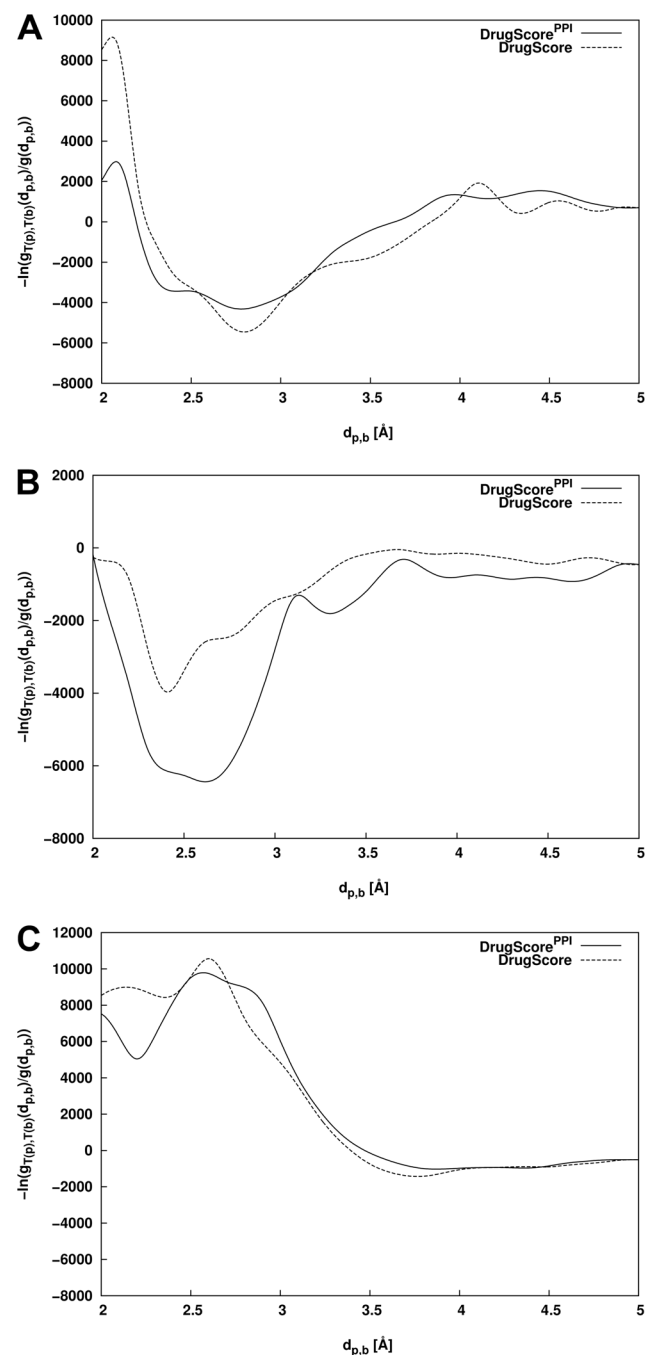 A
DrugScore^PPI
DrugScore
10000
8000
6000
4000
2000
0
−2000
−4000
−6000
−8000
−ln(g_T(p),T(b)(d_p,b)/g(d_p,b))
2 2.5 3 3.5 4 4.5 5
d_p,b [Å]
B
DrugScore^PPI
DrugScore
2000
0
−2000
−4000
−6000
−8000
−ln(g_T(p),T(b)(d_p,b)/g(d_p,b))
2 2.5 3 3.5 4 4.5 5
d_p,b [Å]
C
DrugScore^PPI
DrugScore
12000
10000
8000
6000
4000
2000
0
−2000
−4000
−6000
−8000
−ln(g_T(p),T(b)(d_p,b)/g(d_p,b))
2 2.5 3 3.5 4 4.5 5
d_p,b [Å]